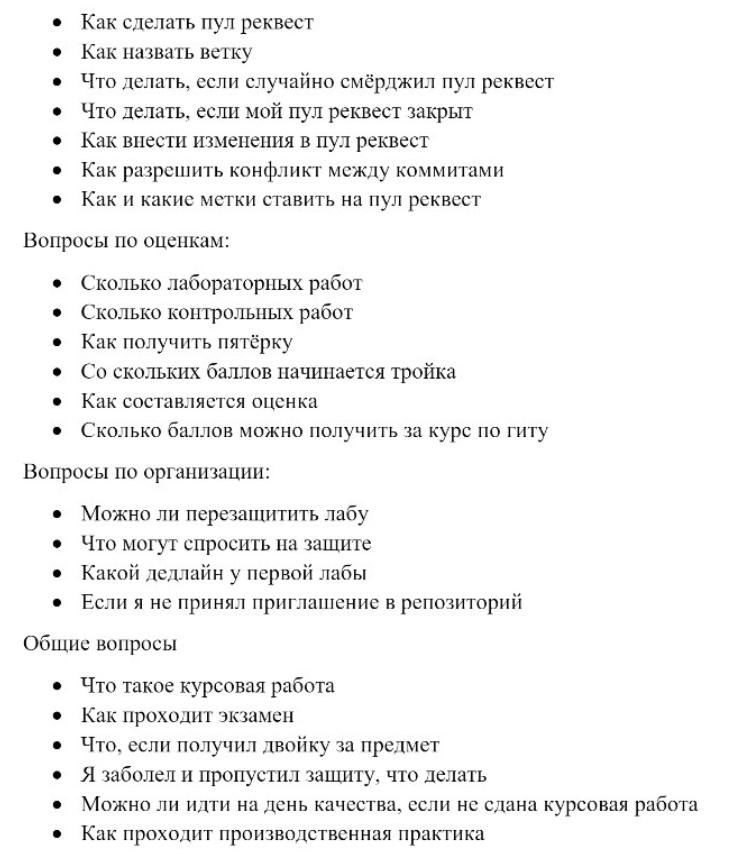 • Как сделать пул реквест
• Как назвать ветку
• Что делать, если случайно смёрджил пул реквест
• Что делать, если мой пул реквест закрыт
• Как внести изменения в пул реквест
• Как разрешить конфликт между коммитами
• Как и какие метки ставить на пул реквест
Вопросы по оценкам:
• Сколько лабораторных работ
• Сколько контрольных работ
• Как получить пятёрку
• Со скольких баллов начинается тройка
• Как составляется оценка
• Сколько баллов можно получить за курс по гиту
Вопросы по организации:
• Можно ли перезащитить лабу
• Что могут спросить на защите
• Какой дедлайн у первой лабы
• Если я не принял приглашение в репозиторий
Общие вопросы
• Что такое курсовая работа
• Как проходит экзамен
• Что, если получил двойку за предмет
• Я заболел и пропустил защиту, что делать
• Можно ли идти на день качества, если не сдана курсовая работа
• Как проходит производственная практика